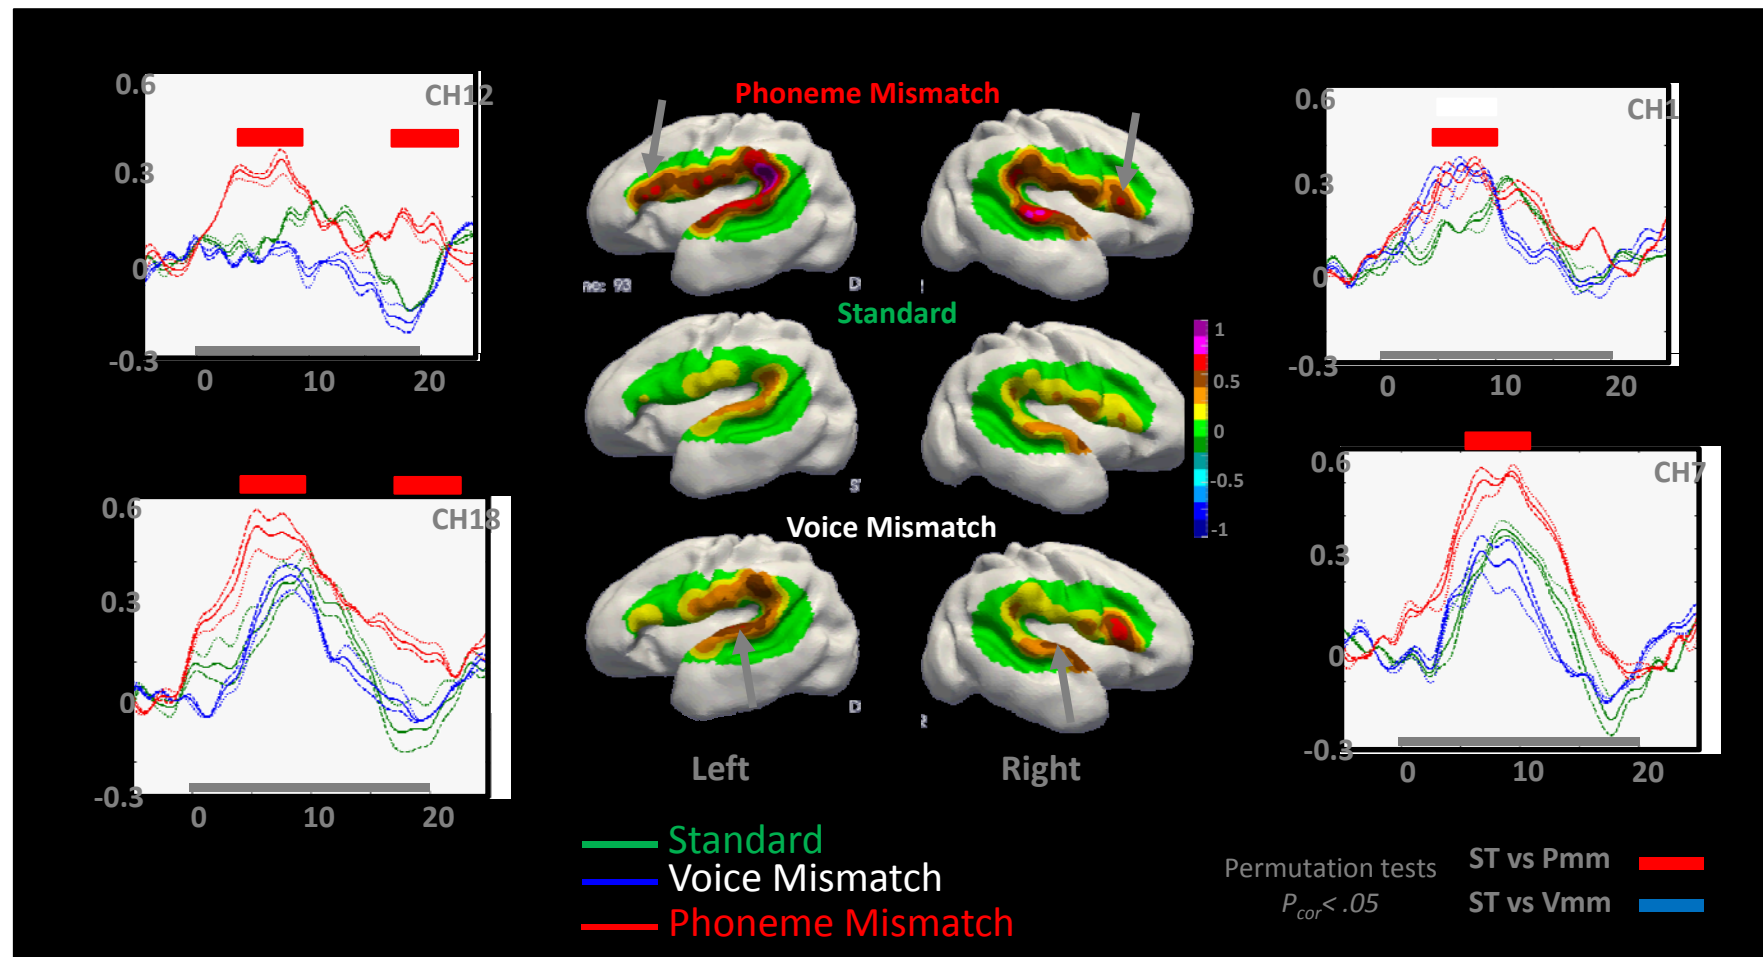 Phoneme Mismatch
0.6
CH12
0.3
0
-0.3
0
10
20
0.6
CH1
0.3
0
-0.3
0
10
20
ne: 93
D
Standard
1
0.5
0
-0.5
-1
S
Voice Mismatch
D
0.6
CH18
0.3
0
-0.3
0
10
20
0.6
CH7
0.3
0
-0.3
0
10
20
Left
Right
Standard
Voice Mismatch
Phoneme Mismatch
Permutation tests
Pcor< .05
ST vs Pmm
ST vs Vmm